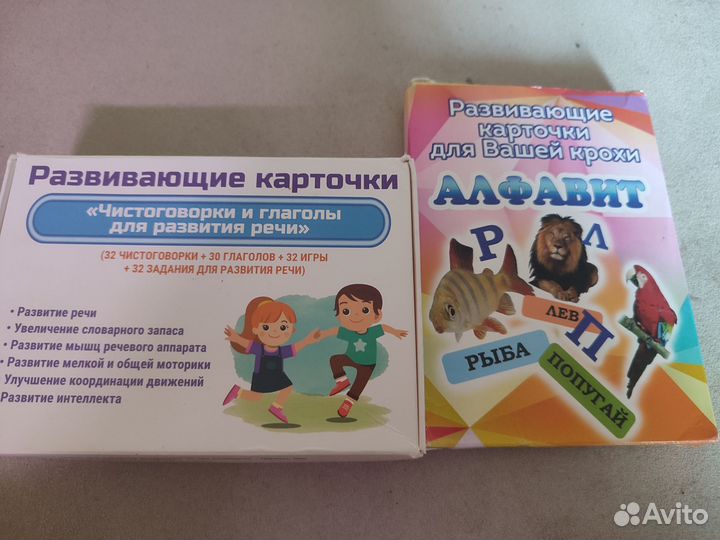 Развивающие карточки
«Чистоговорки и глаголы
для развития речи»
(32 ЧИСТОГОВОРКИ + 30 ГЛАГОЛОВ + 32 ИГРЫ
+ 32 ЗАДАНИЯ ДЛЯ РАЗВИТИЯ РЕЧИ)
• Развитие речи
• Увеличение словарного запаса
• Развитие мышц речевого аппарата
• Развитие мелкой и общей моторики
Улучшение координации движений
Развитие интеллекта
Развивающие
карточки
для Вашей крохи
АЛФАВИТ
Р
Л
ЛЕВ
П
РЫБА
ПОПУГАЙ
Avito